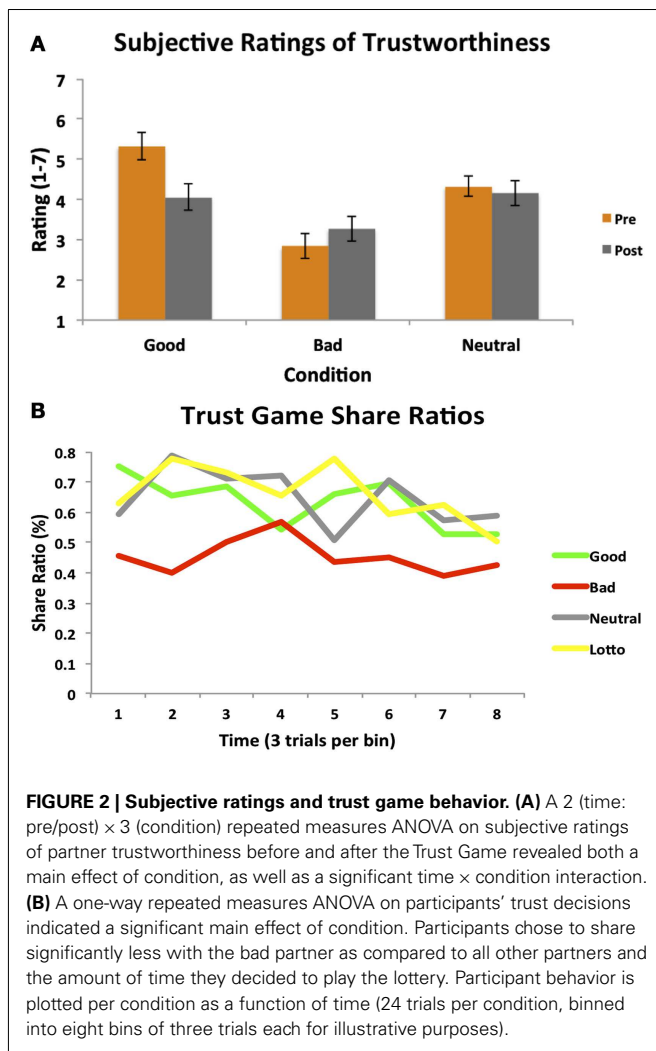 A Subjective Ratings of Trustworthiness
7
6
5
4
3
2
1
Rating (1-7)
Good Bad Neutral
Condition
Pre
Post
B Trust Game Share Ratios
0.8
0.7
0.6
0.5
0.4
0.3
0.2
0.1
0
Share Ratio (%)
1 2 3 4 5 6 7 8
Time (3 trials per bin)
Good
Bad
Neutral
Lotto
FIGURE 2 | Subjective ratings and trust game behavior. (A) A 2 (time:
pre/post) × 3 (condition) repeated measures ANOVA on subjective ratings
of partner trustworthiness before and after the Trust Game revealed both a
main effect of condition, as well as a significant time × condition interaction.
(B) A one-way repeated measures ANOVA on participants' trust decisions
indicated a significant main effect of condition. Participants chose to share
significantly less with the bad partner as compared to all other partners and
the amount of time they decided to play the lottery. Participant behavior is
plotted per condition as a function of time (24 trials per condition, binned
into eight bins of three trials each for illustrative purposes).